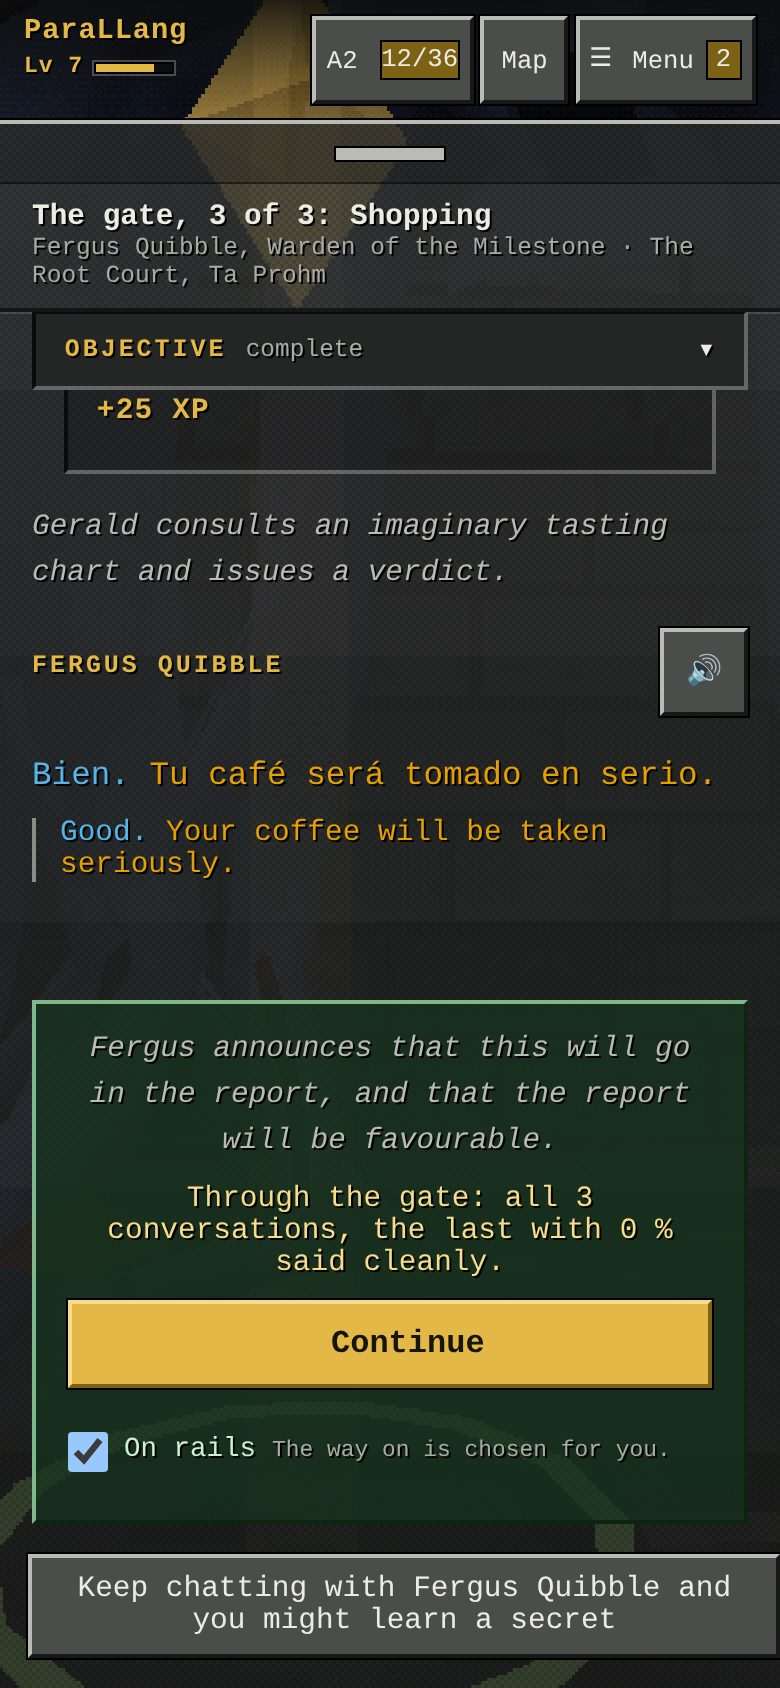 ParaLLang
Lv 7
A2 12/36
Map
☰ Menu 2
The gate, 3 of 3: Shopping
Fergus Quibble, Warden of the Milestone · The
Root Court, Ta Prohm
OBJECTIVE complete ▼
+25 XP
Gerald consults an imaginary tasting
chart and issues a verdict.
FERGUS QUIBBLE
Bien. Tu café será tomado en serio.
Good. Your coffee will be taken
seriously.
Fergus announces that this will go
in the report, and that the report
will be favourable.
Through the gate: all 3
conversations, the last with 0 %
said cleanly.
Continue
On rails The way on is chosen for you.
Keep chatting with Fergus Quibble and
you might learn a secret